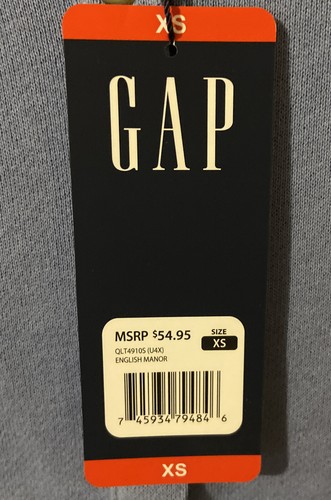 XS
GAP
MSRP $54.95
SIZE
XS
QLT4910S (U4X)
ENGLISH MANOR
7 45934 79484 6
XS